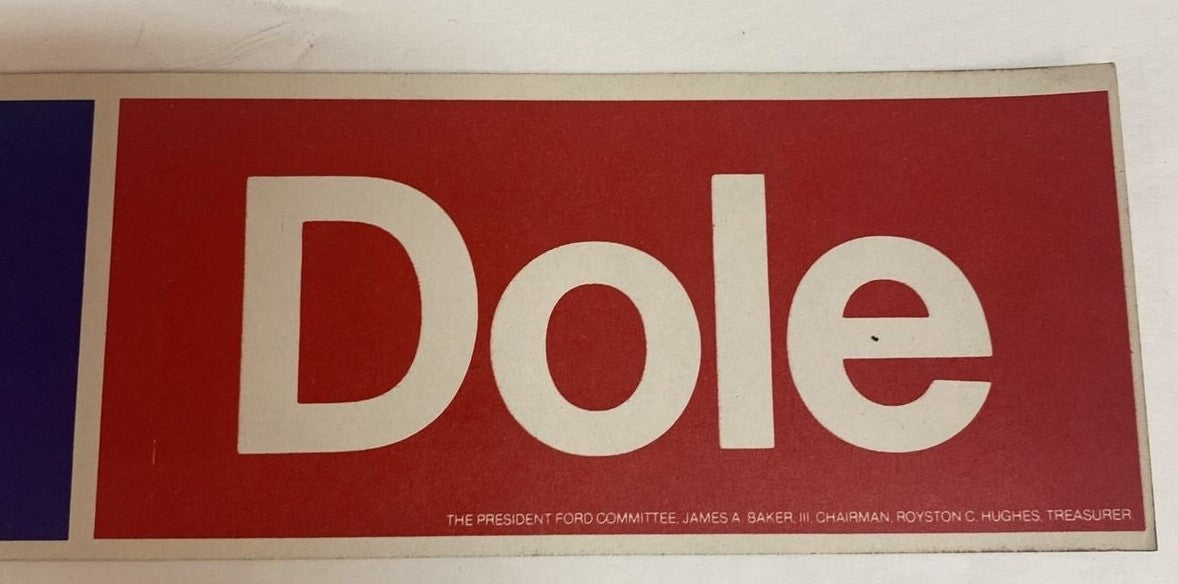 Dole
THE PRESIDENT FORD COMMITTEE, JAMES A. BAKER, III, CHAIRMAN, ROYSTON C. HUGHES, TREASURER.